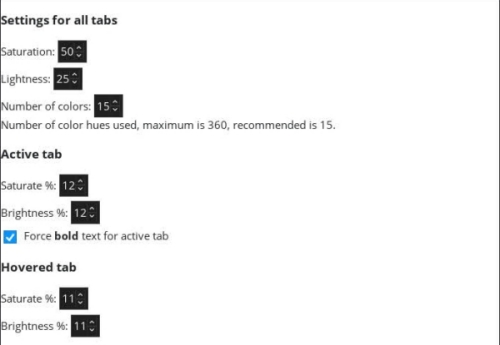 Settings for all tabs
Saturation: 50
Lightness: 25
Number of colors: 15
Number of color hues used, maximum is 360, recommended is 15.
Active tab
Saturate %: 12
Brightness %: 12
Force bold text for active tab
Hovered tab
Saturate %: 11
Brightness %: 11